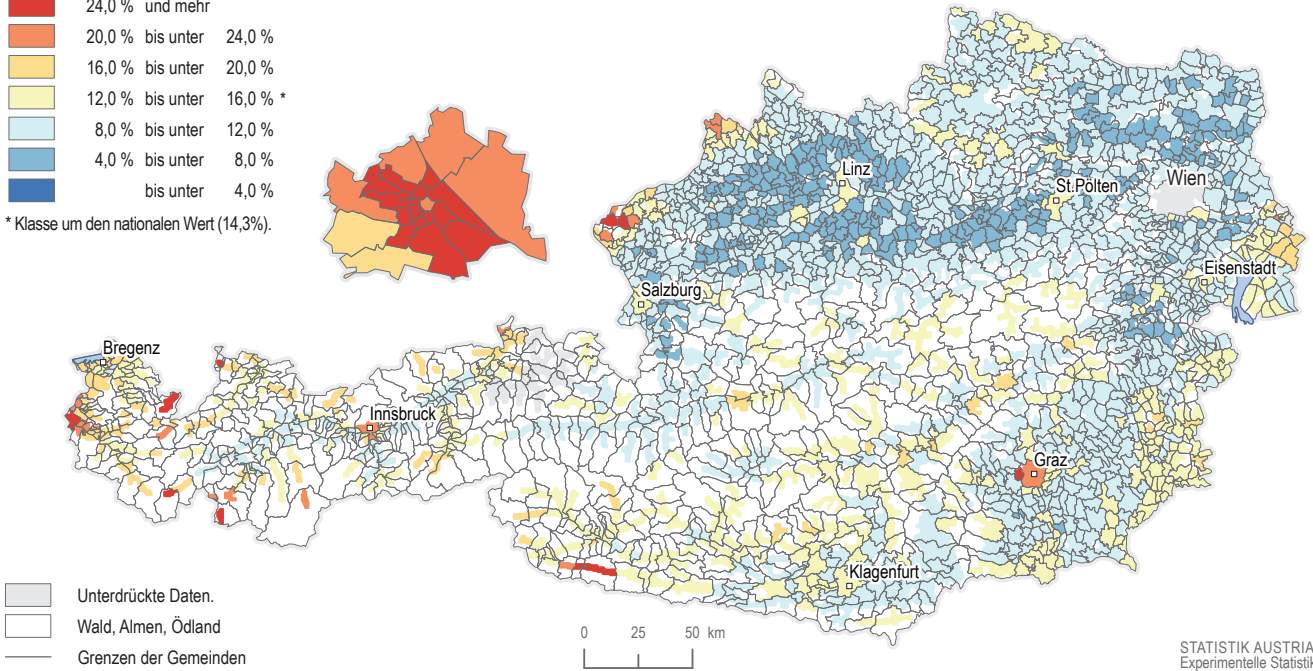 24,0 % und mehr
20,0 % bis unter 24,0 %
16,0 % bis unter 20,0 %
12,0 % bis unter 16,0 % *
8,0 % bis unter 12,0 %
4,0 % bis unter 8,0 %
bis unter 4,0 %
* Klasse um den nationalen Wert (14,3%).
Linz
St.Pölten
Wien
Eisenstadt
Salzburg
Bregenz
Innsbruck
Graz
Klagenfurt
Unterdrückte Daten.
Wald, Almen, Ödland
Grenzen der Gemeinden
0 25 50 km
STATISTIK AUSTRIA
Experimentelle Statistik